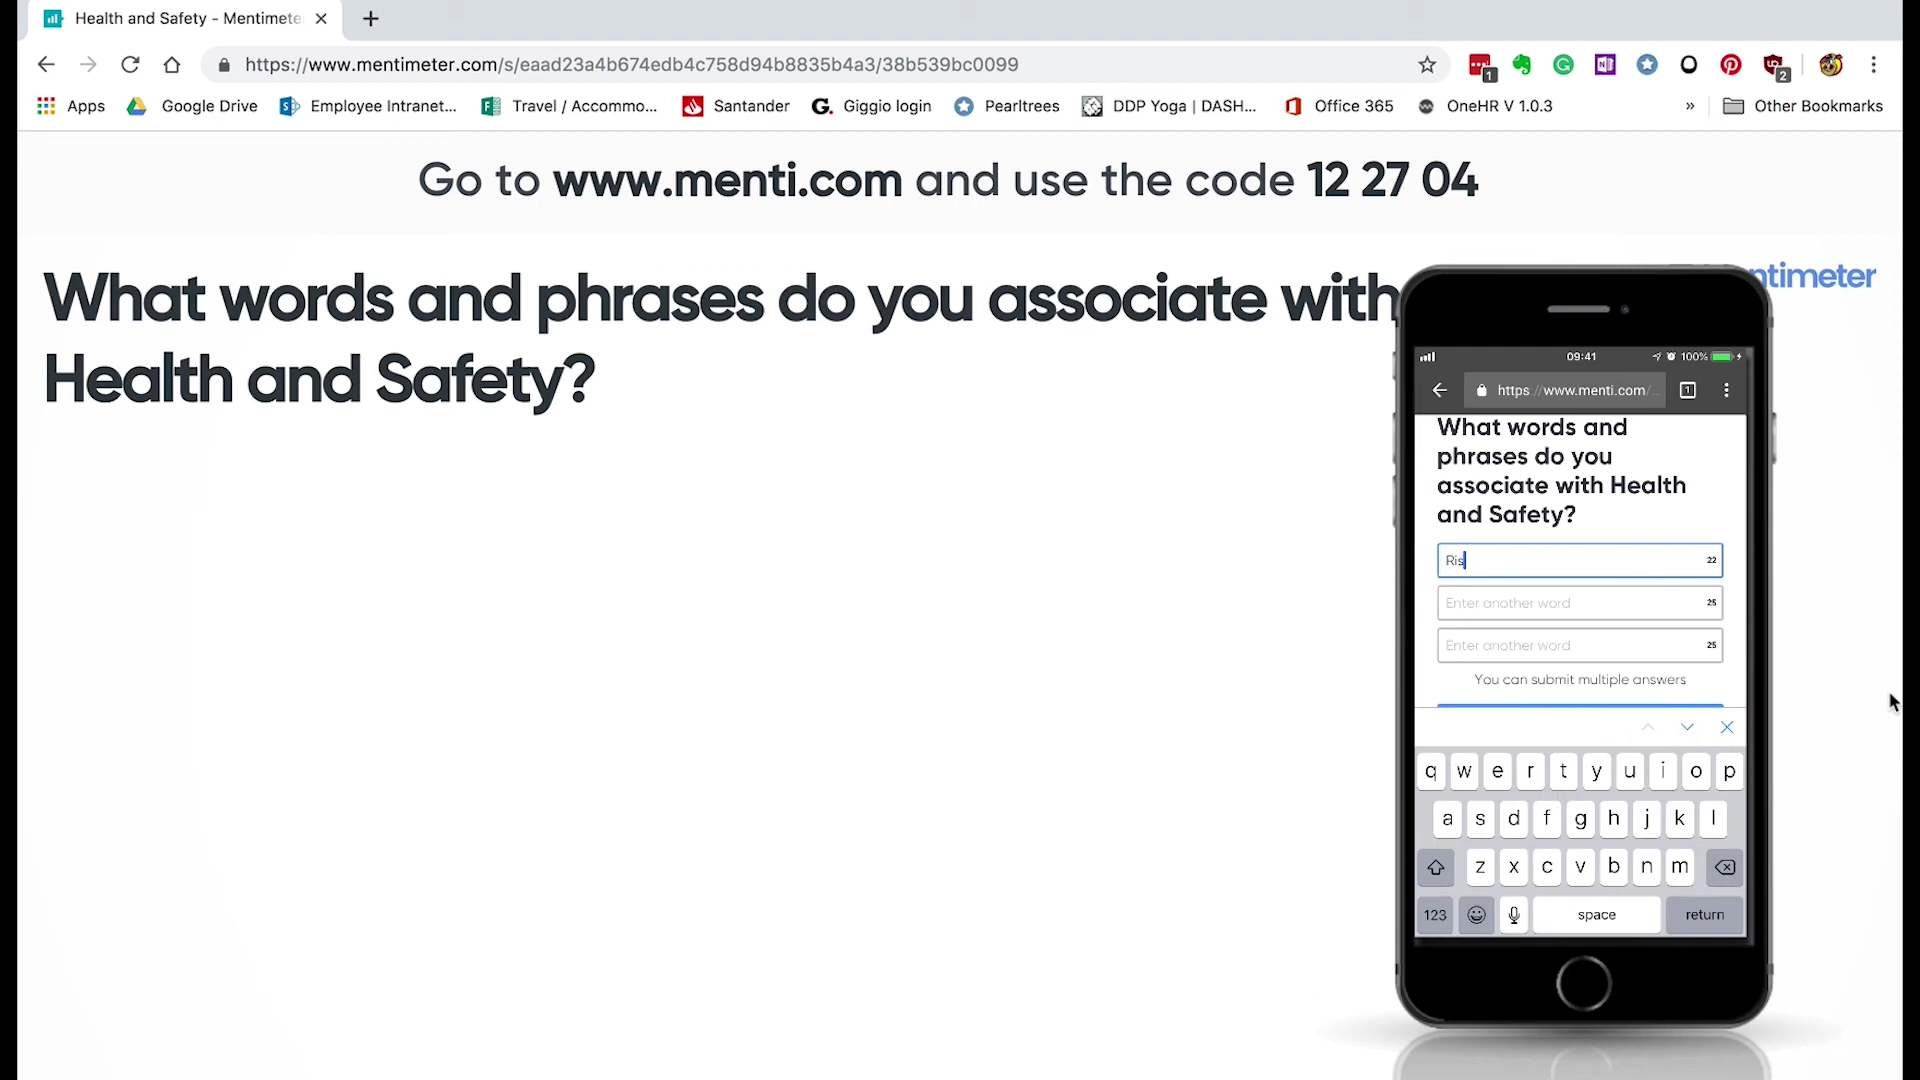 Health and Safety - Mentimete
https://www.mentimeter.com/s/eaad23a4b674edb4c758d94b8835b4a3/38b539bc0099
1
2
Apps
Google Drive
Employee Intranet...
Travel / Accommo...
Santander
G. Giggio login
Pearltrees
DDP Yoga | DASH...
Office 365
OneHR V 1.0.3
»
Other Bookmarks
Go to www.menti.com and use the code 12 27 04
What words and phrases do you associate with
Health and Safety?
ntimeter
09:41
100%
https://www.menti.com/...
1
What words and
phrases do you
associate with Health
and Safety?
Ris 22
Enter another word 25
Enter another word 25
You can submit multiple answers
q w e r t y u i o p
a s d f g h j k l
z x c v b n m
123 space return